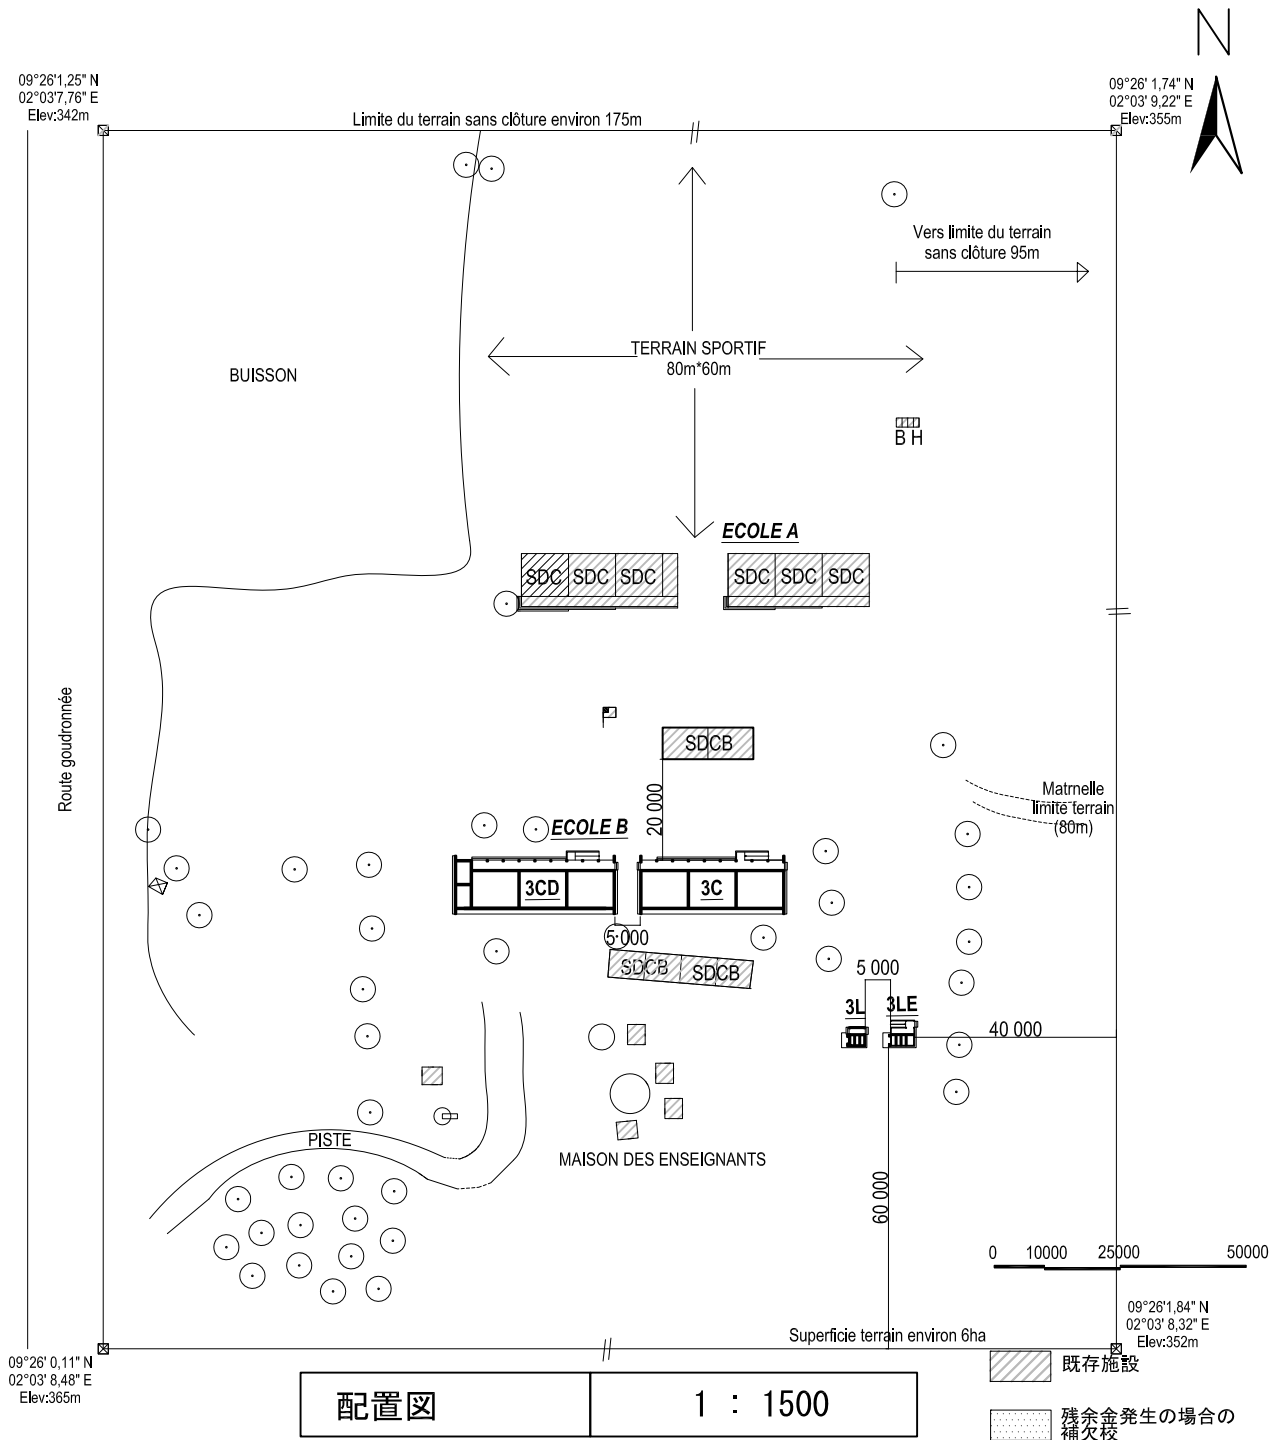 N
09°26'1,25" N
02°03'7,76" E
Elev:342m
09°26' 1,74" N
02°03' 9,22" E
Elev:355m
Limite du terrain sans clôture environ 175m
Vers limite du terrain
sans clôture 95m
TERRAIN SPORTIF
80m*60m
BUISSON
B H
ECOLE A
SDC SDC SDC
SDC SDC SDC
Route goudronnée
SDCB
20 000
Matrnelle
limite terrain
(80m)
ECOLE B
3CD
3C
5 000
SDCB SDCB
5 000
3L
3LE
40 000
PISTE
MAISON DES ENSEIGNANTS
60 000
0 10000 25000 50000
09°26'1,84" N
02°03' 8,32" E
Elev:352m
Superficie terrain environ 6ha
09°26' 0,11" N
02°03' 8,48" E
Elev:365m
既存施設
配置図 1 : 1500
残余金発生の場合の
補欠校